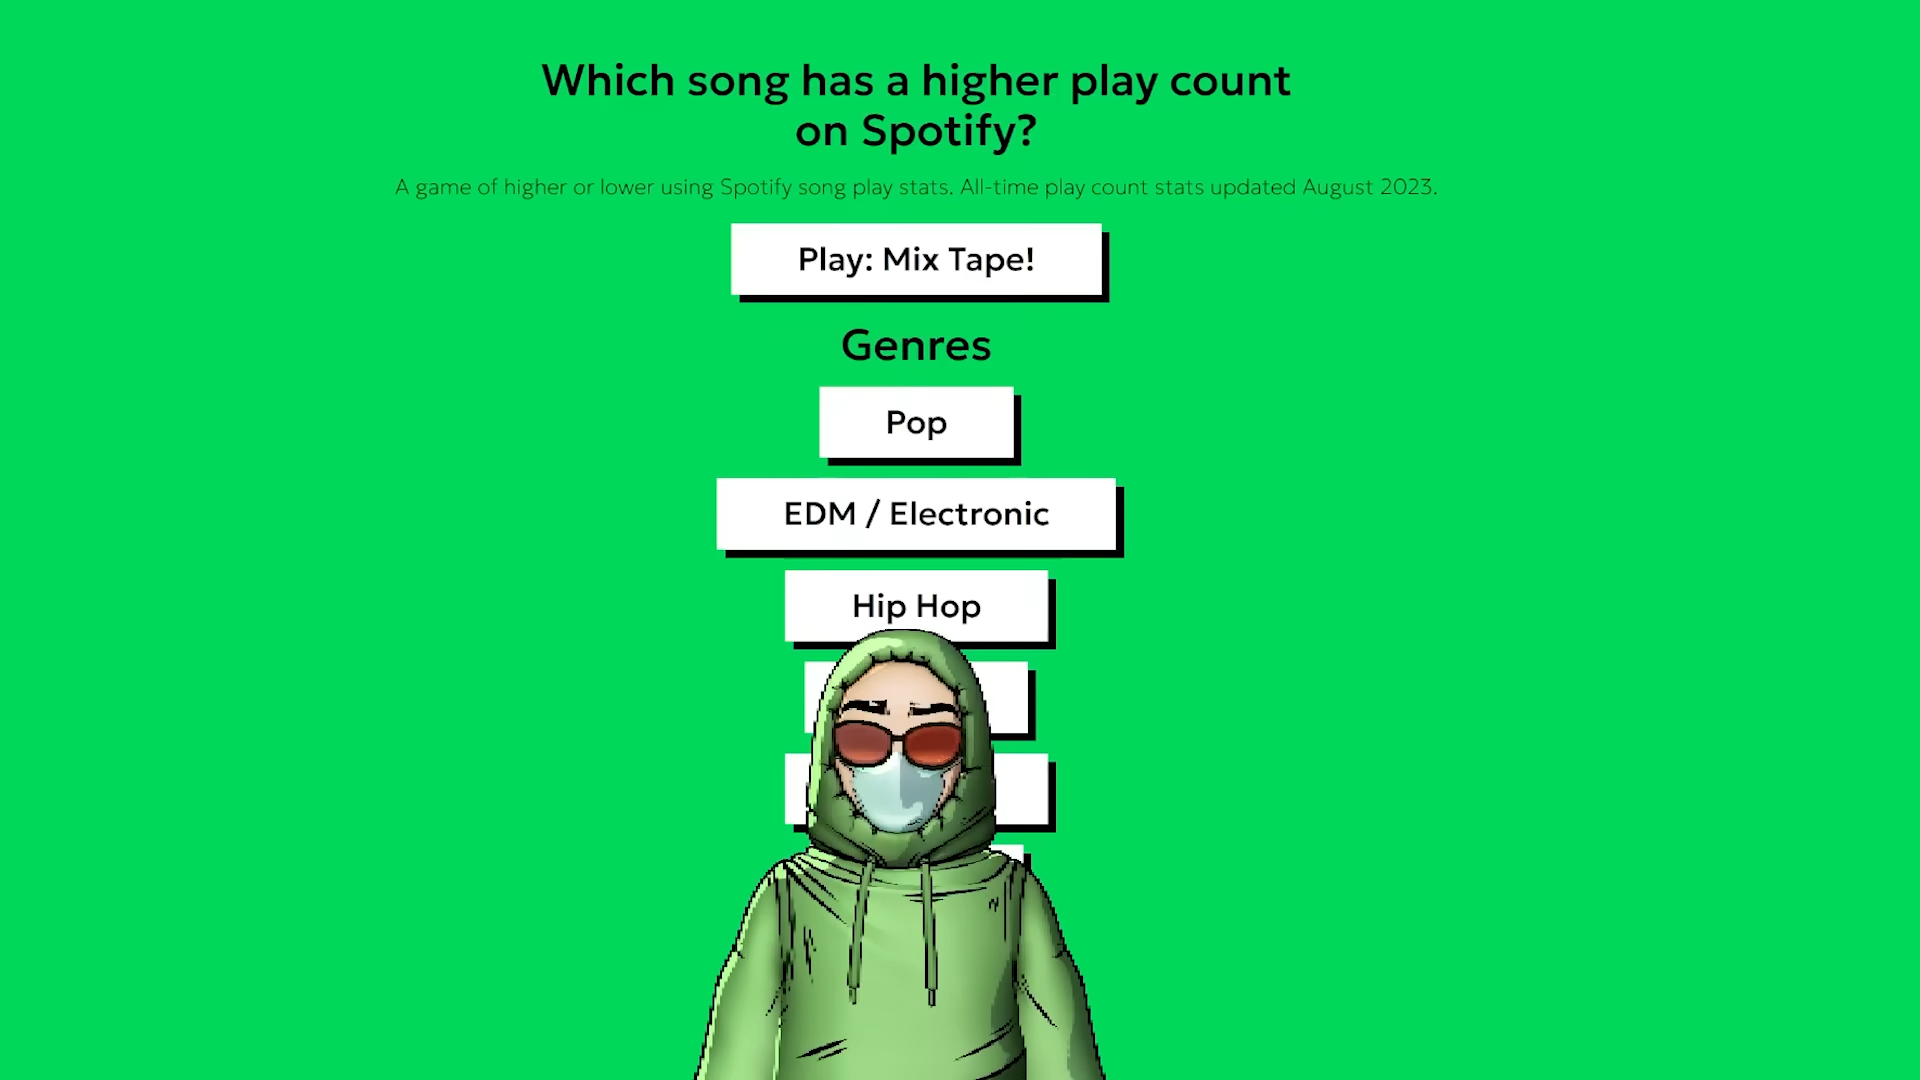 Which song has a higher play count
on Spotify?
A game of higher or lower using Spotify song play stats. All-time play count stats updated August 2023.
Play: Mix Tape!
Genres
Pop
EDM / Electronic
Hip Hop